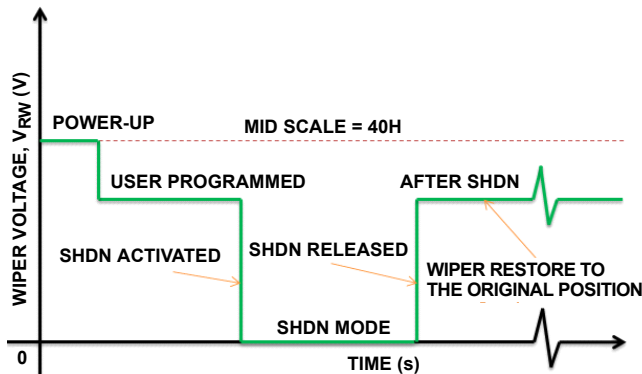 WIPER VOLTAGE, VRW (V)
POWER-UP
MID SCALE = 40H
USER PROGRAMMED
AFTER SHDN
SHDN ACTIVATED
SHDN RELEASED
WIPER RESTORE TO
THE ORIGINAL POSITION
SHDN MODE
0
TIME (s)